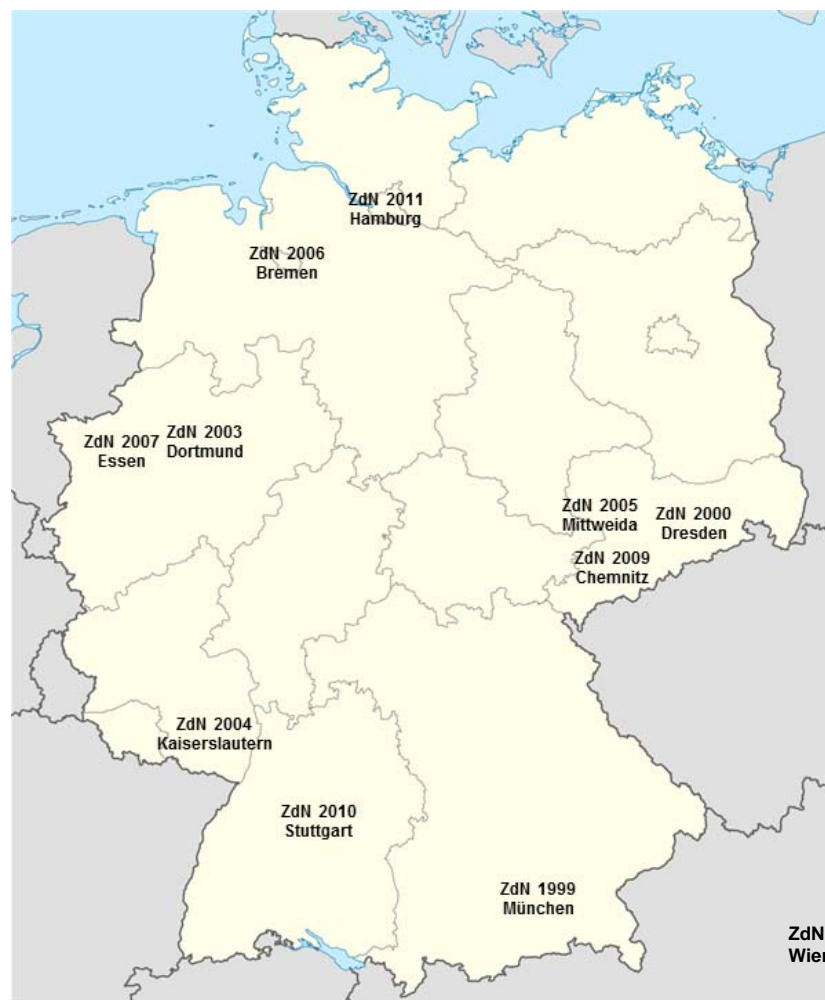 ZdN 2011
Hamburg
ZdN 2006
Bremen
ZdN 2007
Essen
ZdN 2003
Dortmund
ZdN 2005
Mittweida
ZdN 2000
Dresden
ZdN 2009
Chemnitz
ZdN 2004
Kaiserslautern
ZdN 2010
Stuttgart
ZdN 1999
München
ZdN